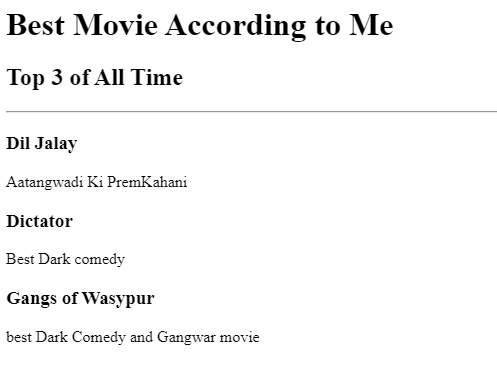 Best Movie According to Me
Top 3 of All Time
Dil Jalay
Aatangwadi Ki PremKahani
Dictator
Best Dark comedy
Gangs of Wasypur
best Dark Comedy and Gangwar movie